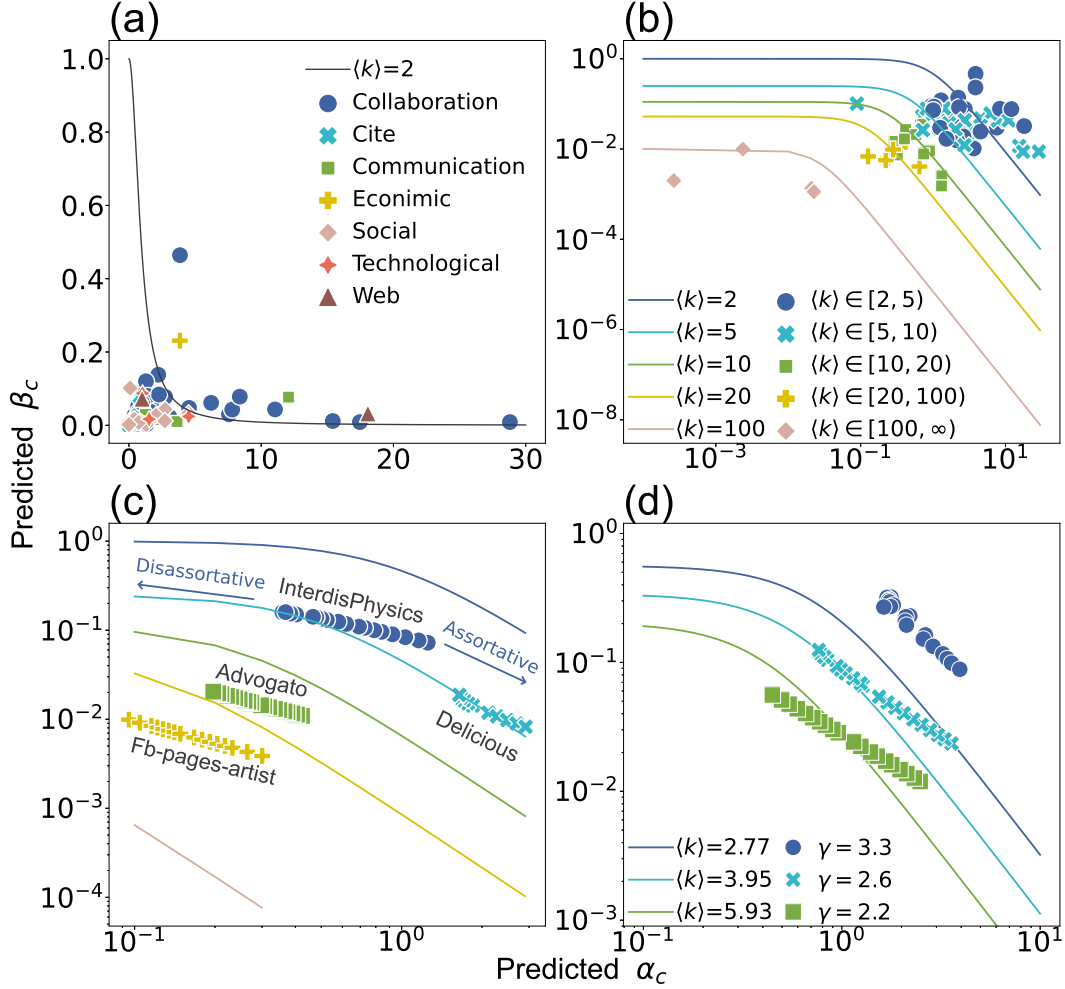 (a)
1.0
0.8
0.6
0.4
0.2
0.0
0
10
20
30
⟨k⟩=2
Collaboration
Cite
Communication
Econimic
Social
Technological
Web
(b)
10⁰
10⁻²
10⁻⁴
10⁻⁶
10⁻⁸
10⁻³
10⁻¹
10¹
⟨k⟩=2
⟨k⟩=5
⟨k⟩=10
⟨k⟩=20
⟨k⟩=100
⟨k⟩ ∈ [2, 5)
⟨k⟩ ∈ [5, 10)
⟨k⟩ ∈ [10, 20)
⟨k⟩ ∈ [20, 100)
⟨k⟩ ∈ [100, ∞)
Predicted β_c
(c)
10⁰
10⁻¹
10⁻²
10⁻³
10⁻⁴
10⁻¹
10⁰
Disassortative
InterdisPhysics
Assortative
Advogato
Delicious
Fb-pages-artist
(d)
10⁰
10⁻¹
10⁻²
10⁻³
10⁻¹
10⁰
10¹
⟨k⟩=2.77
⟨k⟩=3.95
⟨k⟩=5.93
γ = 3.3
γ = 2.6
γ = 2.2
Predicted α_c